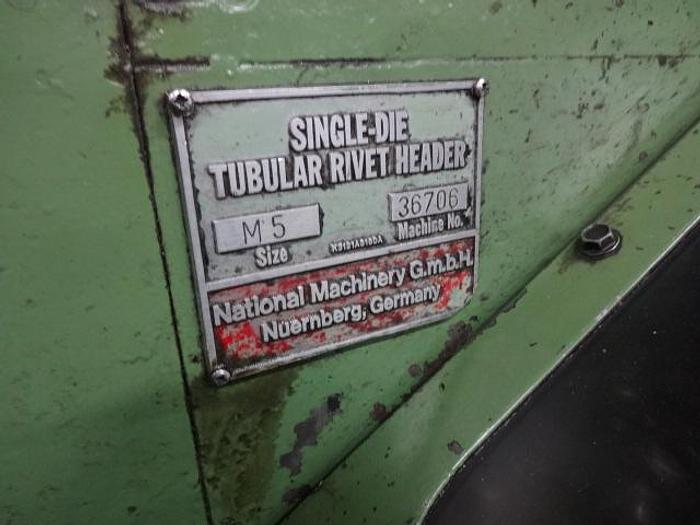 SINGLE-DIE
TUBULAR RIVET HEADER
M 5
36706
Size
Machine No.
National Machinery G.m.b.H.
Nuernberg, Germany